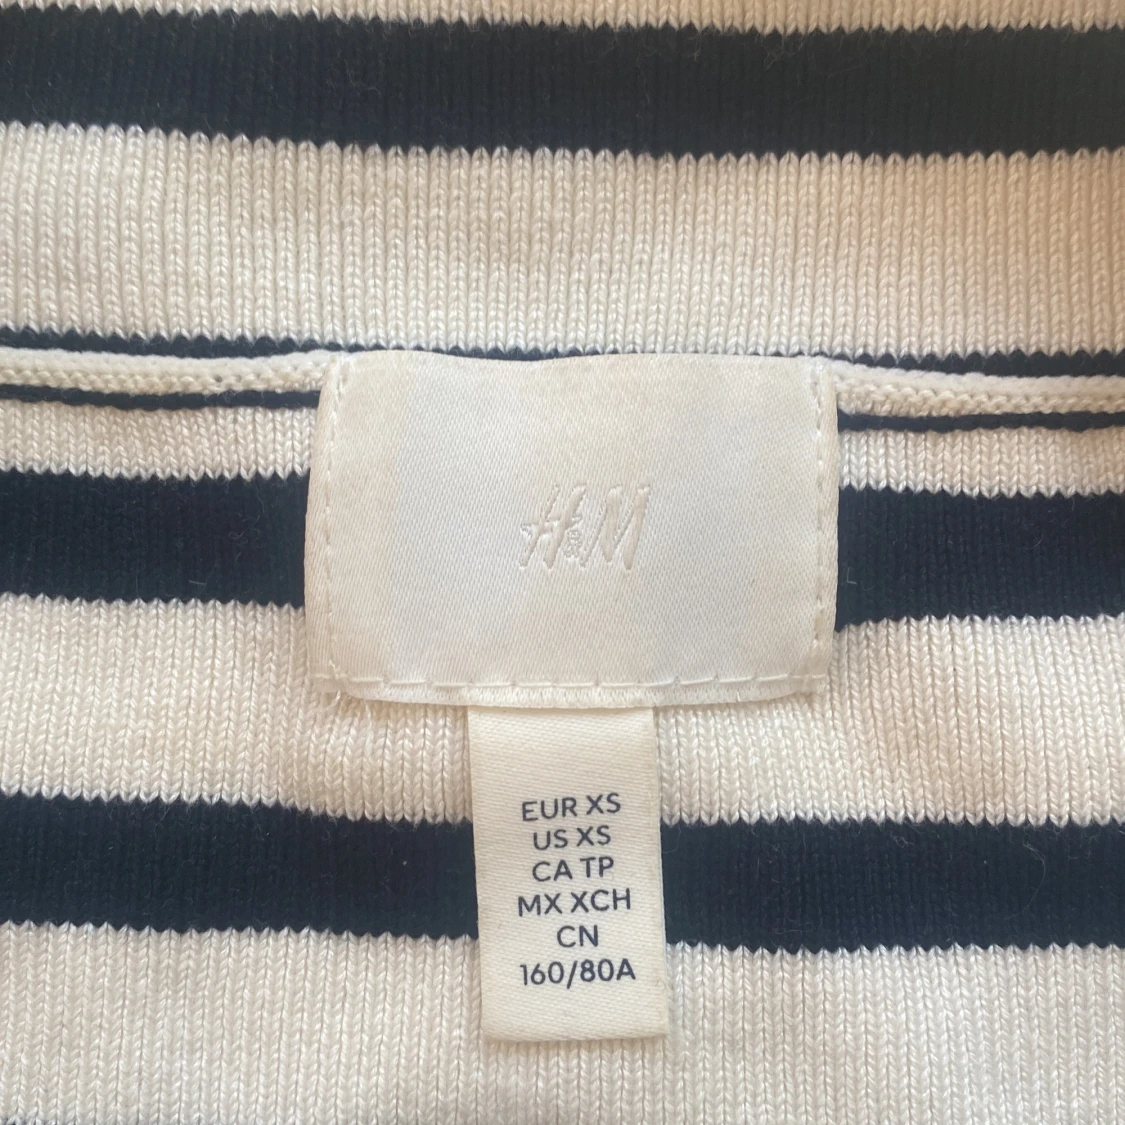 H&M
EUR XS
US XS
CA TP
MX XCH
CN
160/80A